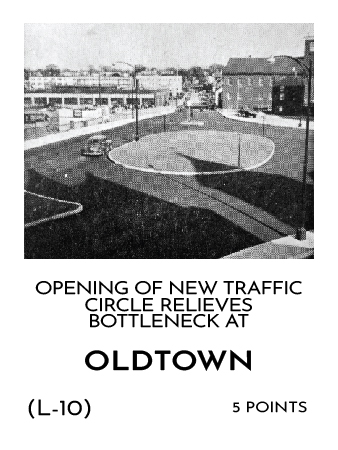 OPENING OF NEW TRAFFIC
CIRCLE RELIEVES
BOTTLENECK AT
OLDTOWN
(L-10)
5 POINTS